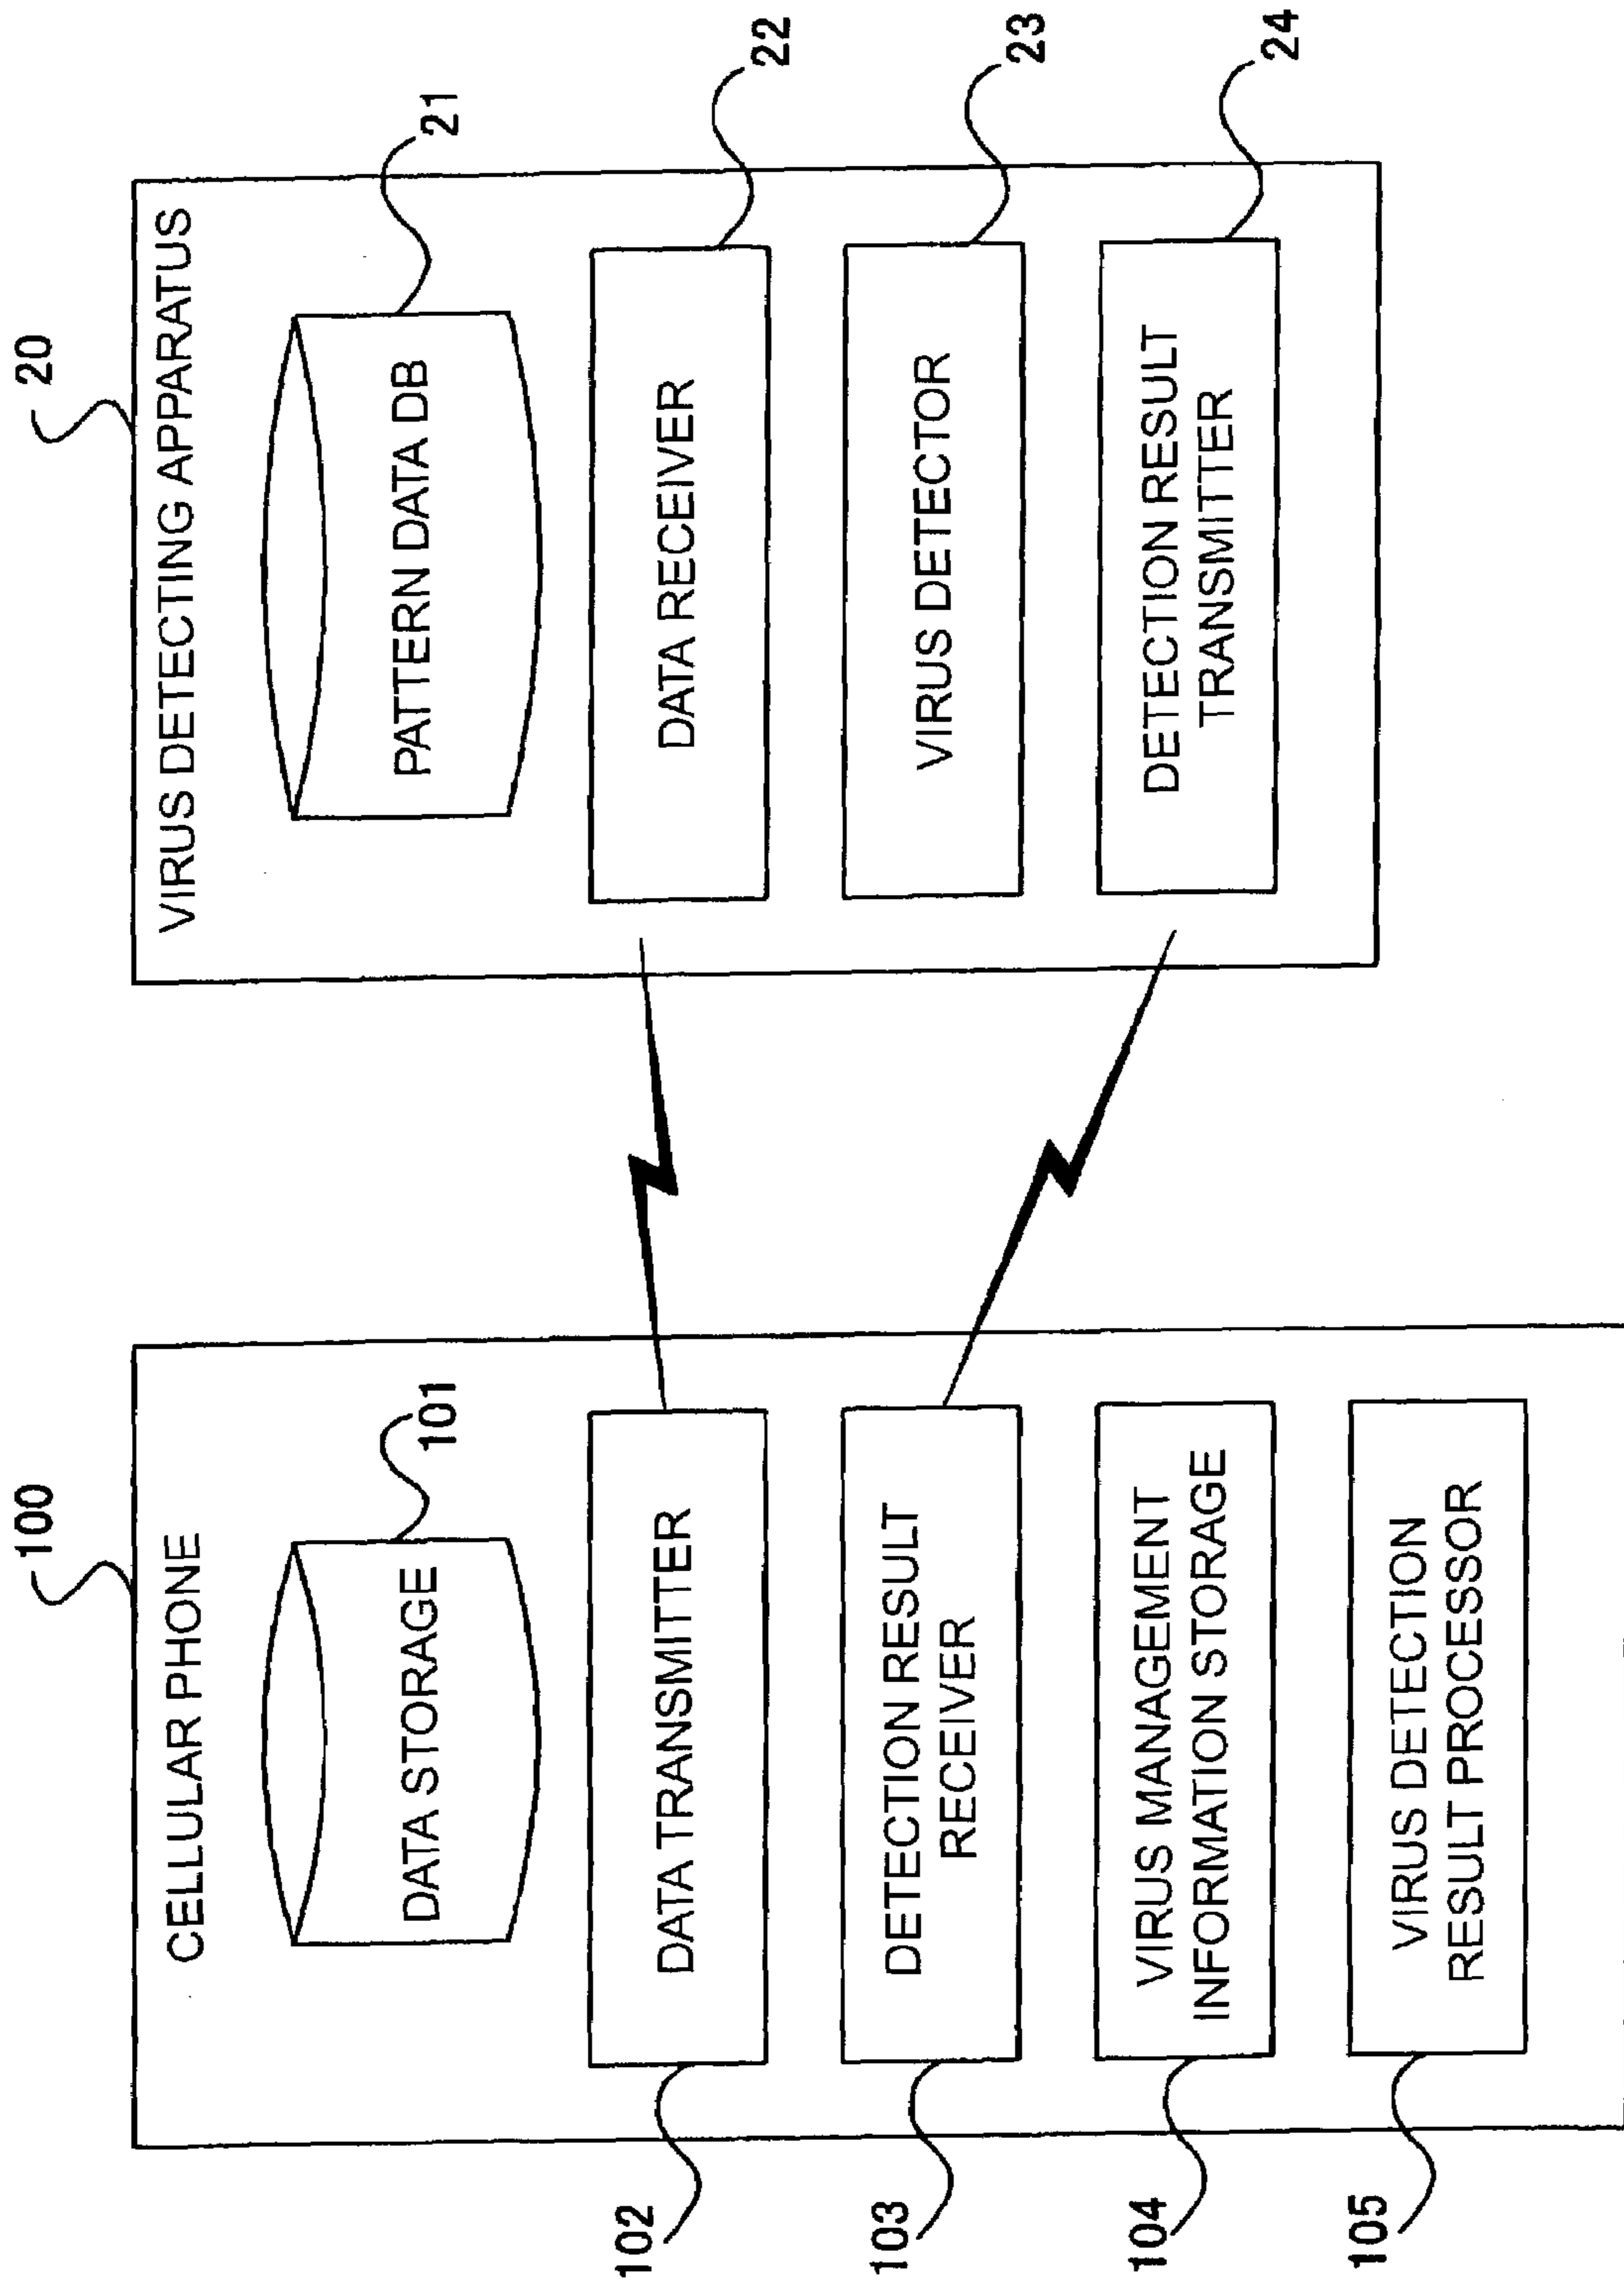 100
CELLULAR PHONE
101
DATA STORAGE
102
DATA TRANSMITTER
103
DETECTION RESULT
RECEIVER
104
VIRUS MANAGEMENT
INFORMATION STORAGE
105
VIRUS DETECTION
RESULT PROCESSOR
20
VIRUS DETECTING APPARATUS
21
PATTERN DATA DB
22
DATA RECEIVER
23
VIRUS DETECTOR
24
DETECTION RESULT
TRANSMITTER